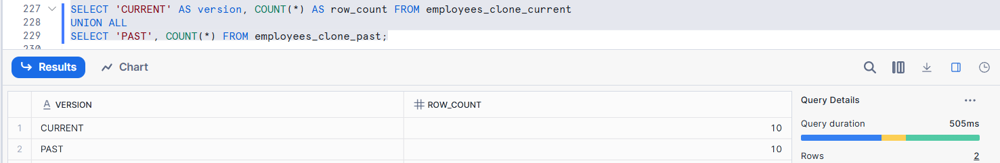 227 SELECT 'CURRENT' AS version, COUNT(*) AS row_count FROM employees_clone_current
228 UNION ALL
229 SELECT 'PAST', COUNT(*) FROM employees_clone_past;
230
Results Chart
A VERSION # ROW_COUNT
1 CURRENT 10
2 PAST 10
Query Details ...
Query duration 505ms
Rows 2